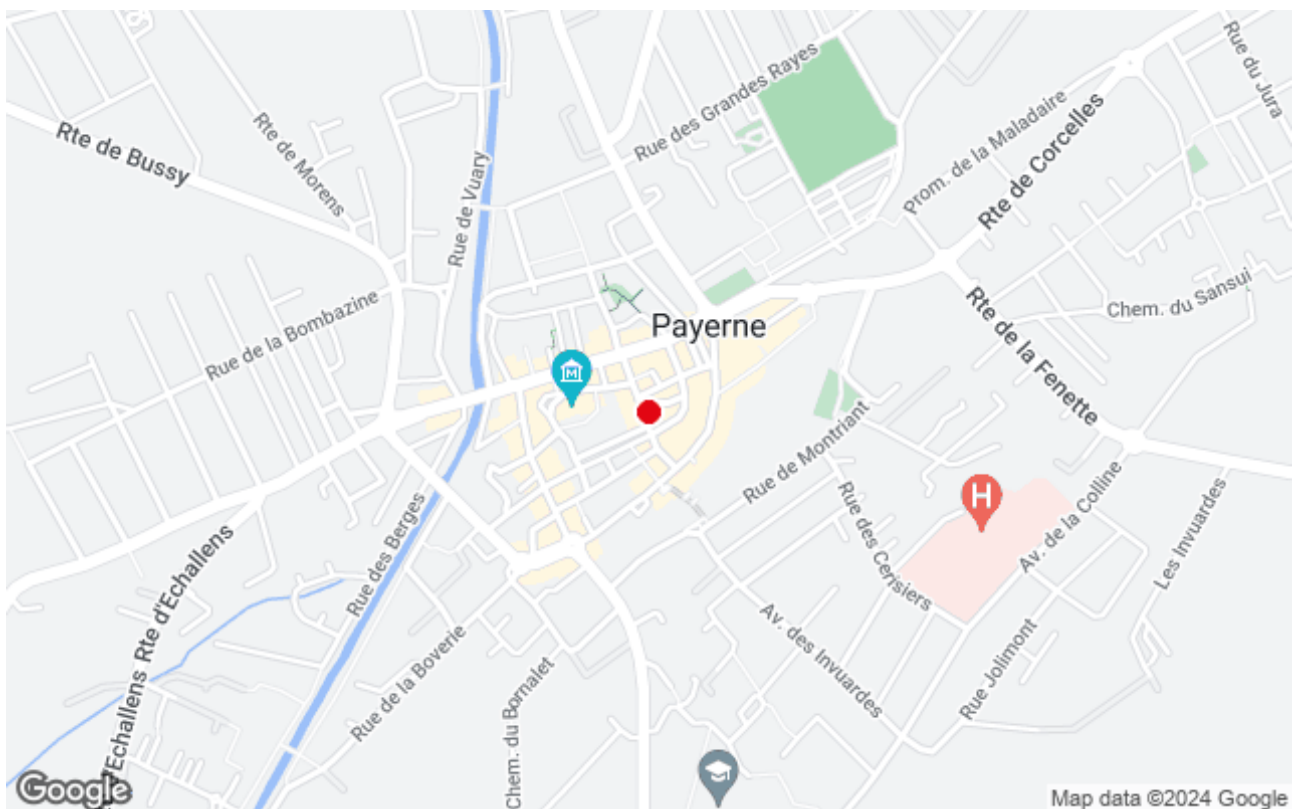 Rue du Jura
Rue des Grandes Rayes
Rte de Bussy
Rte de Morens
Rue de Vuary
Prom. de la Maladaire
Rte de Corcelles
Chem. du Sansui
Rue de la Bombazine
Payerne
M
Rte de la Fenette
Rue de Montriant
H
Rue des Cerisiers
Av. de la Colline
Les Invuardes
Rue des Berges
Rte d'Echallens
Rte d'Echallens
Rue de la Boverie
Chem. du Bornalet
Av. des Invuardes
Rue Jolimont
Google
Map data ©2024 Google